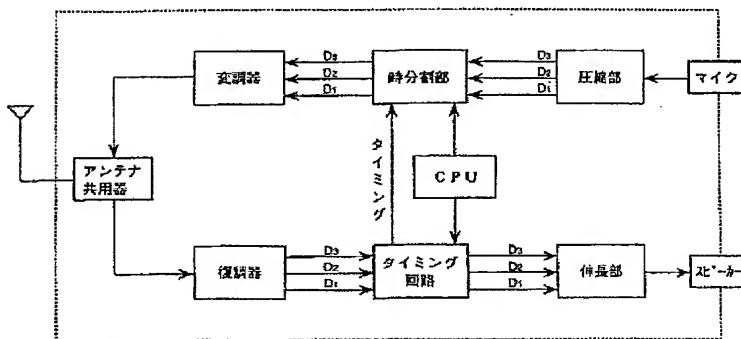 D3
D3
変調器
D2
時分割部
D2
圧縮部
マイク
D1
D1
タイミング
アンテナ
共用器
CPU
D3
D3
復調器
D2
タイミング
回路
D2
伸長部
スピーカー
D1
D1